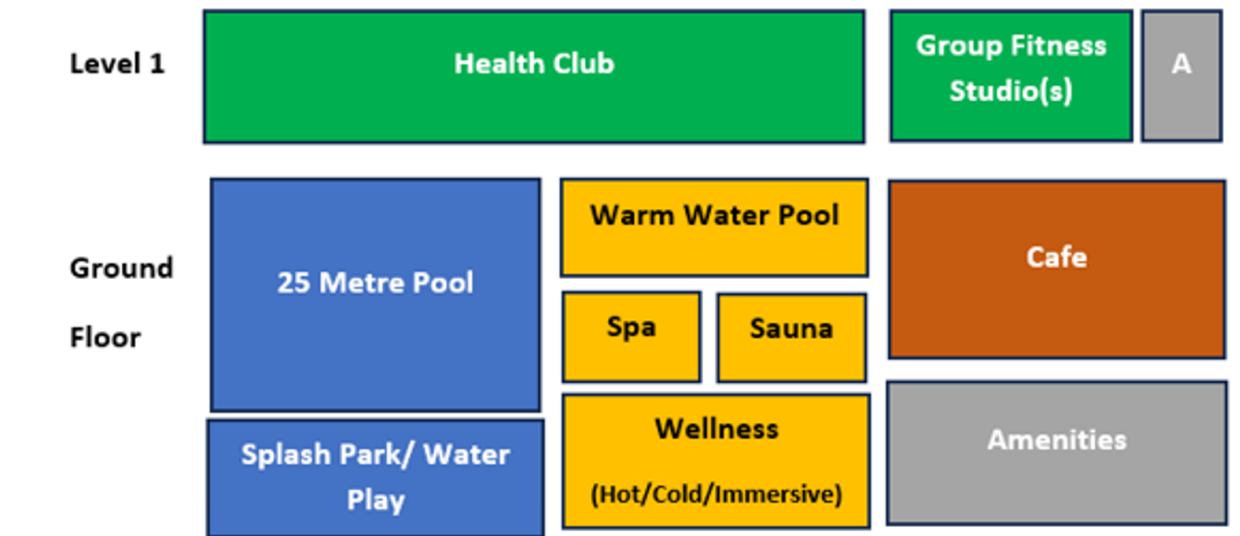 Level 1
Health Club
Group Fitness
Studio(s)
A
Ground
Floor
25 Metre Pool
Warm Water Pool
Spa
Sauna
Cafe
Splash Park/ Water
Play
Wellness
(Hot/Cold/Immersive)
Amenities